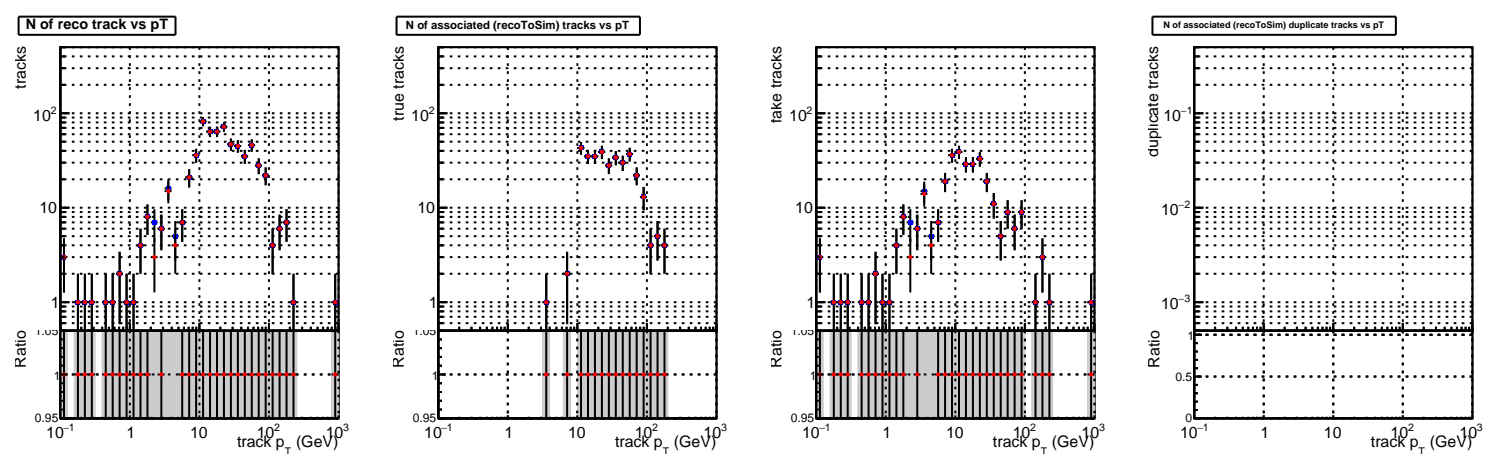 N of reco track vs pT
tracks
10²
10
1
1.05
Ratio
1
0.95
10⁻¹ 1 10 10² 10³
track p_T (GeV)
N of associated (recoToSim) tracks vs pT
true tracks
10²
10
1
1.05
Ratio
1
0.95
10⁻¹ 1 10 10² 10³
track p_T (GeV)
fake tracks
10²
10
1
1.05
Ratio
1
0.95
10⁻¹ 1 10 10² 10³
track p_T (GeV)
N of associated (recoToSim) duplicate tracks vs pT
duplicate tracks
10⁻¹
10⁻²
10⁻³
Ratio
1
0.5
0
10⁻¹ 1 10 10² 10³
track p_T (GeV)